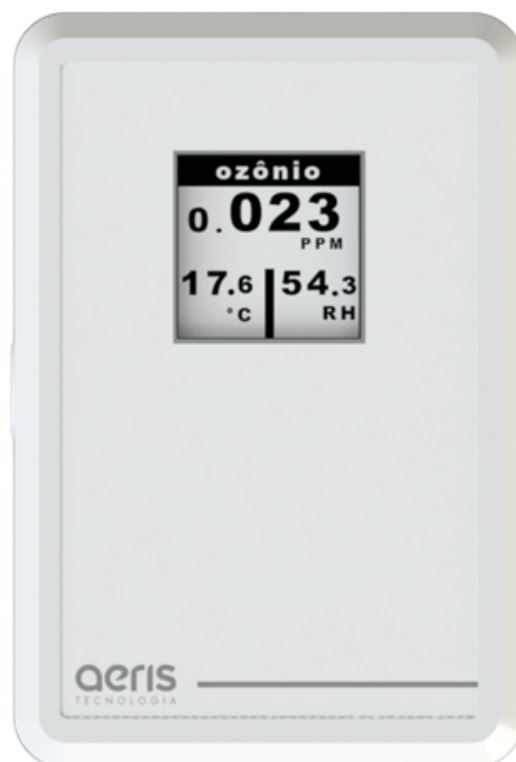 ozônio
0.023
PPM
17.6 54.3
°C RH
aeris
TECNOLOGIA